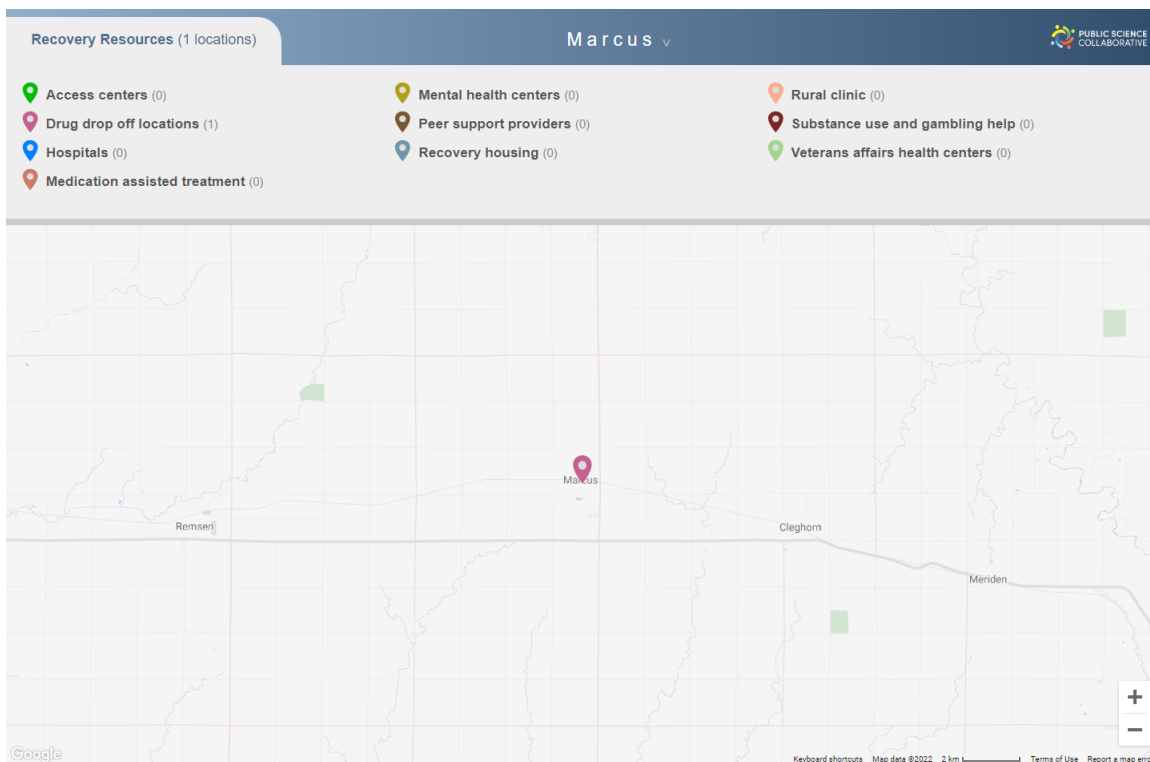 Recovery Resources (1 locations)
Marcus v
PUBLIC SCIENCE
COLLABORATIVE
Access centers (0)
Drug drop off locations (1)
Hospitals (0)
Medication assisted treatment (0)
Mental health centers (0)
Peer support providers (0)
Recovery housing (0)
Rural clinic (0)
Substance use and gambling help (0)
Veterans affairs health centers (0)
Marcus
Remsen
Cleghorn
Meriden
+
−
Google
Keyboard shortcuts Map data ©2022 2 km Terms of Use Report a map erro